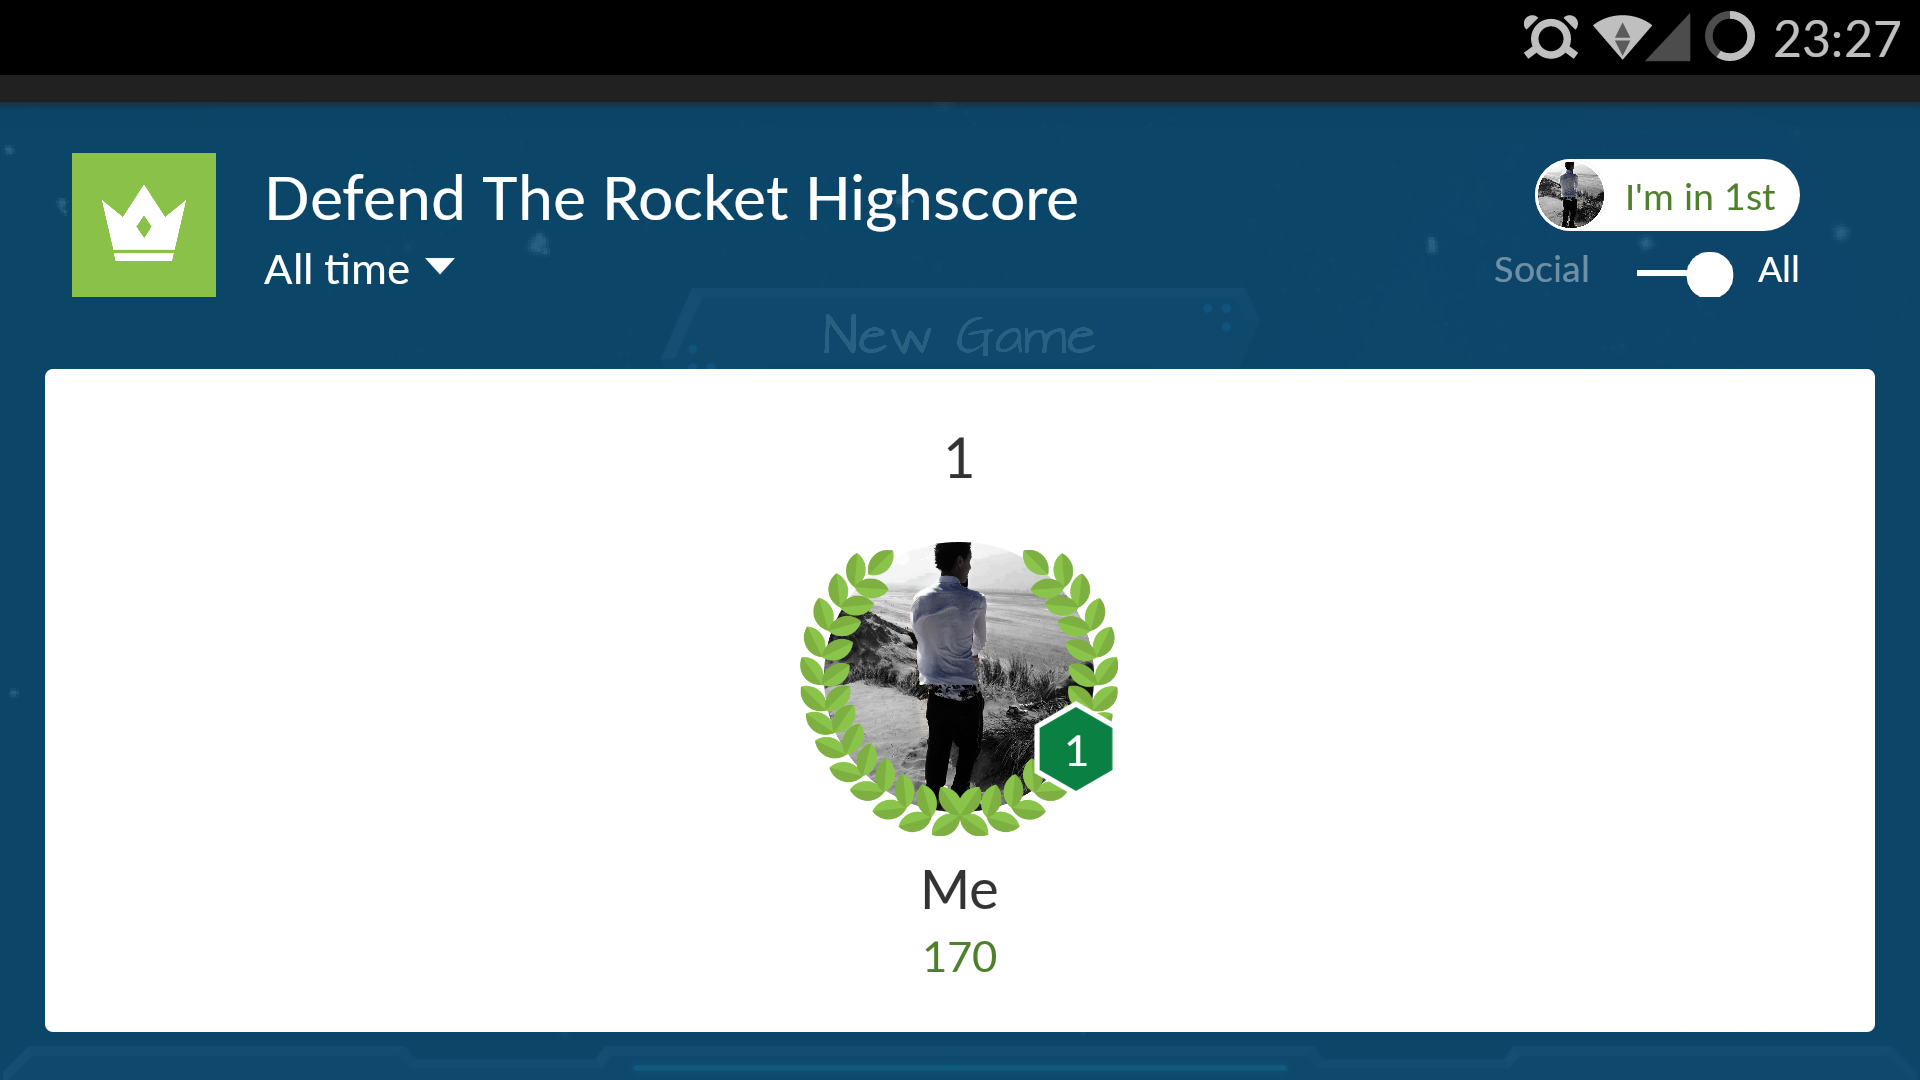 23:27
Defend The Rocket Highscore
I'm in 1st
All time
Social All
New Game
1
1
Me
170